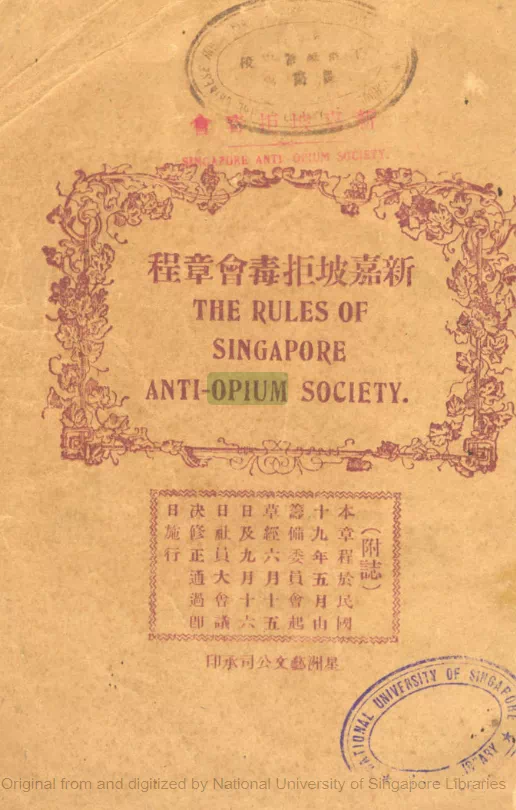 新嘉坡拒毒會
SINGAPORE ANTI-OPIUM SOCIETY.
新嘉坡拒毒會章程
THE RULES OF
SINGAPORE
ANTI-OPIUM SOCIETY.
(附誌)
本章程於民國
十九年五月由
籌備委員會起
草經六月十五
日及九月十六
日社員大會議
决修正通過即
日施行
星洲藝文公司承印
NATIONAL UNIVERSITY OF SINGAPORE
LIBRARY
Original from and digitized by National University of Singapore Libraries